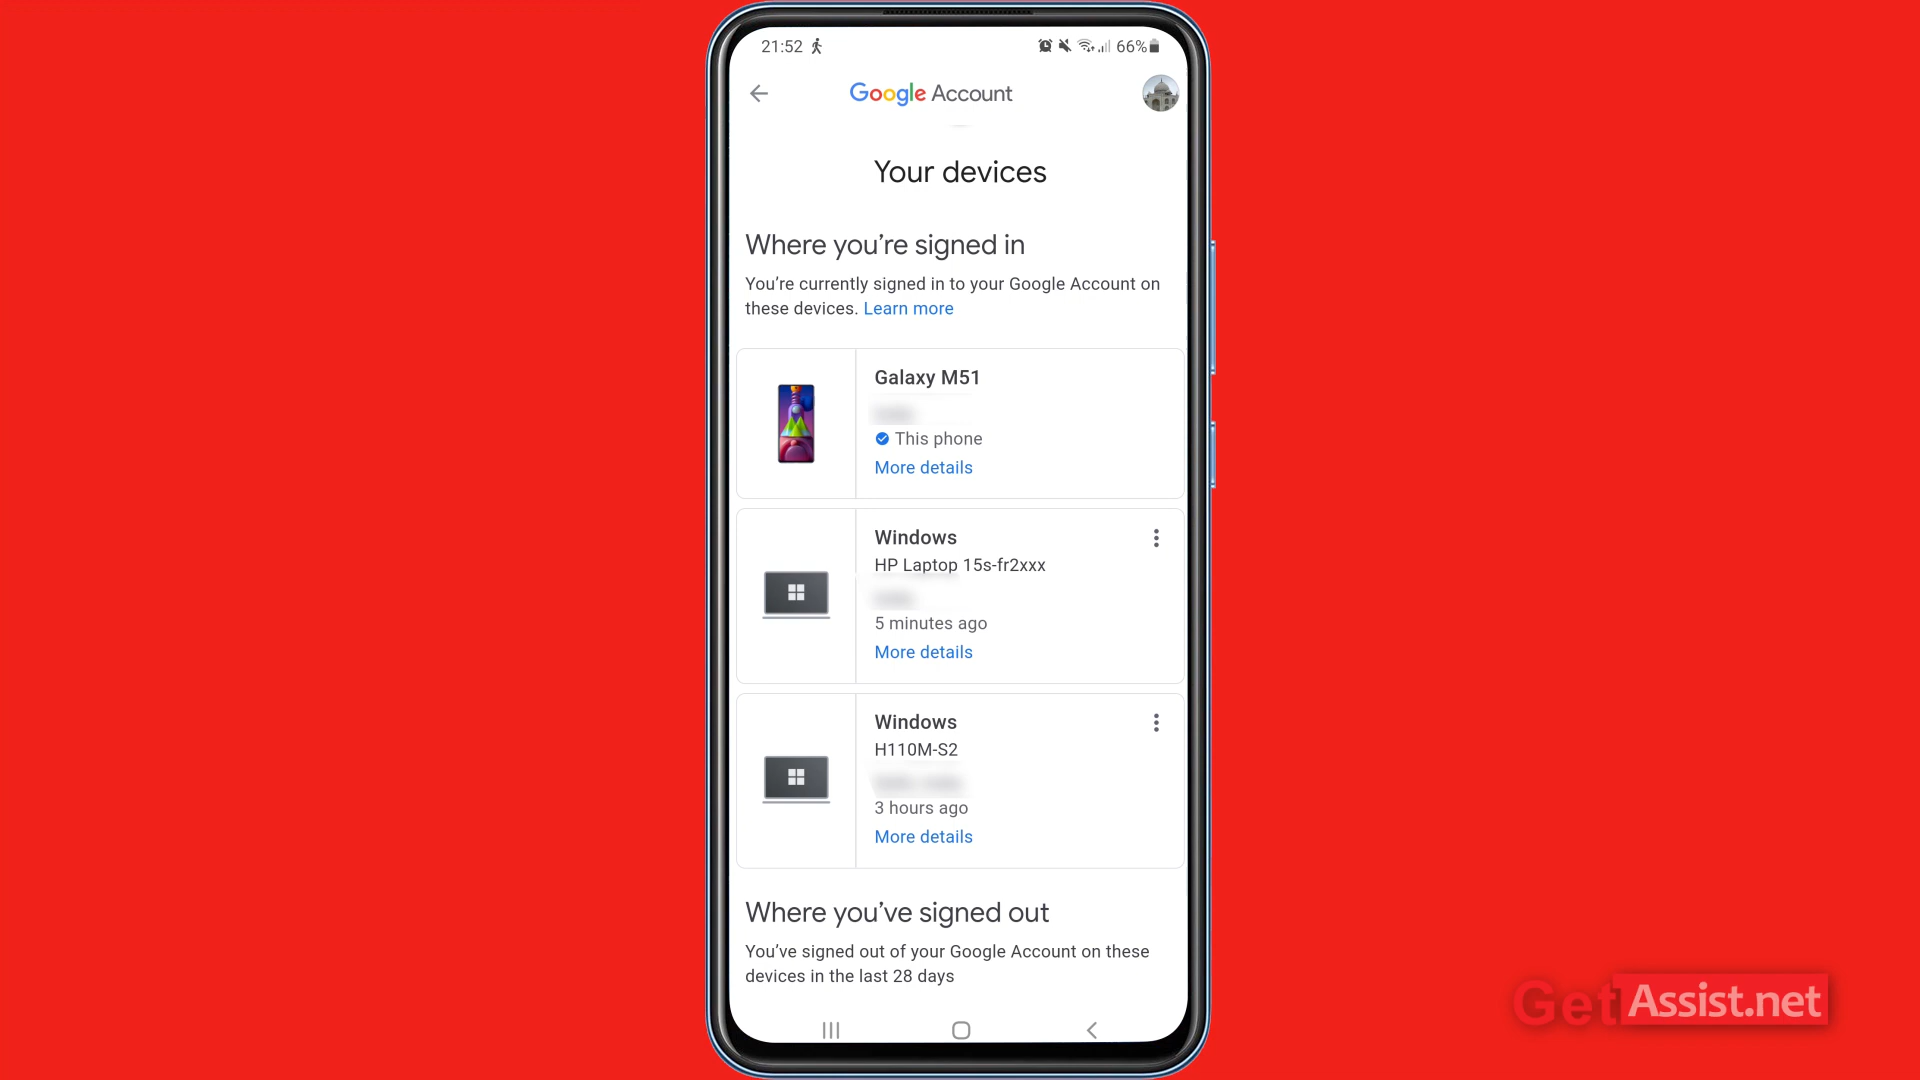 21:52
66%
Google Account
Your devices
Where you're signed in
You're currently signed in to your Google Account on
these devices. Learn more
Galaxy M51
This phone
More details
Windows
HP Laptop 15s-fr2xxx
5 minutes ago
More details
Windows
H110M-S2
3 hours ago
More details
Where you've signed out
You've signed out of your Google Account on these
devices in the last 28 days
GetAssist.net